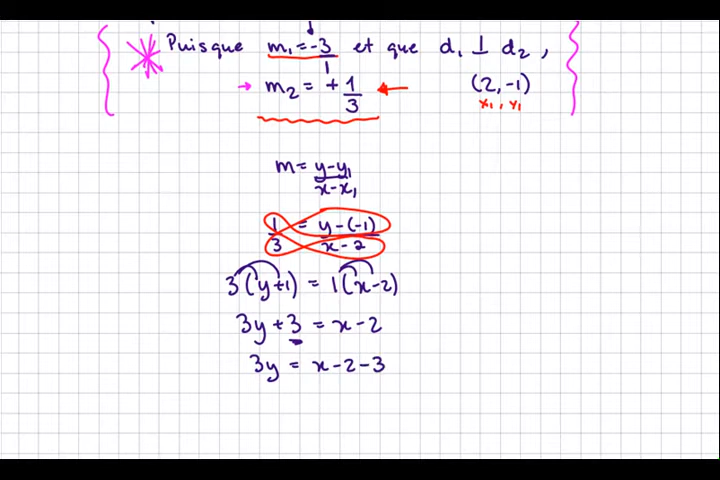 Puisque m₁ = -3/1 et que d₁ ⊥ d₂,
→ m₂ = + 1/3 ← (2, -1)
x₁, y₁
m = y-y₁/x-x₁
1/3 = y-(-1)/x-2
3(y+1) = 1(x-2)
3y + 3 = x - 2
3y = x - 2 - 3